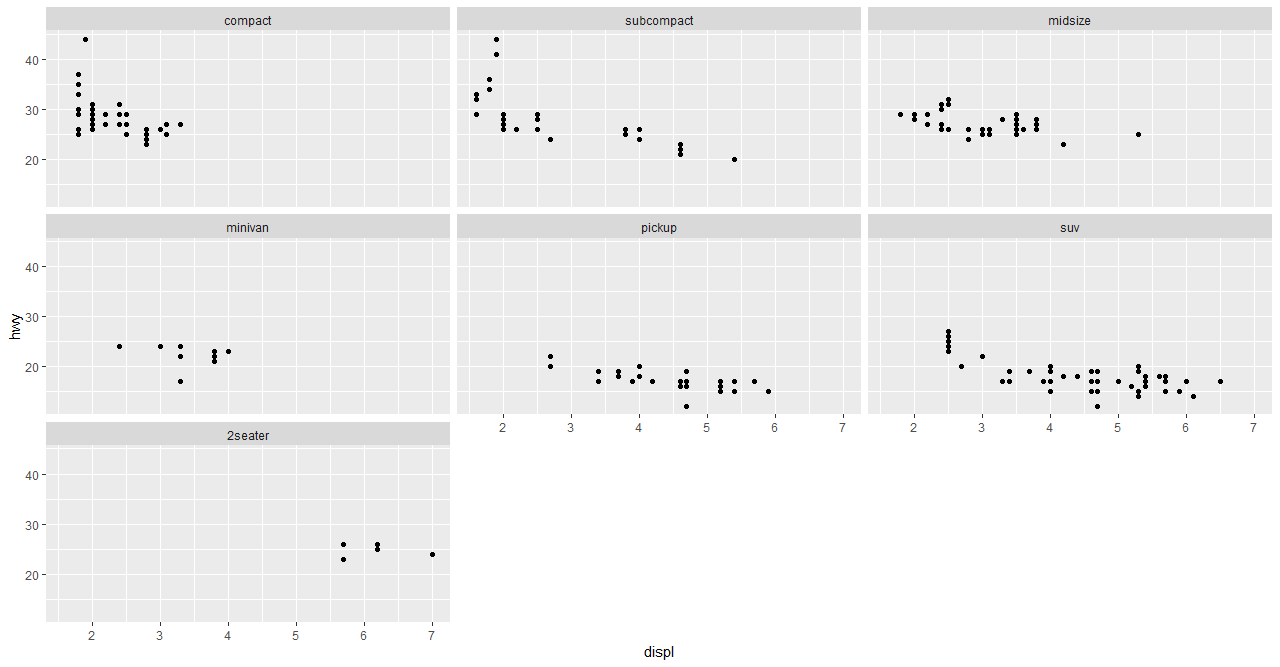 compact subcompact midsize
40
30
20
minivan pickup suv
40
30
20
hwy
2 3 4 5 6 7 2 3 4 5 6 7
2seater
40
30
20
2 3 4 5 6 7
displ